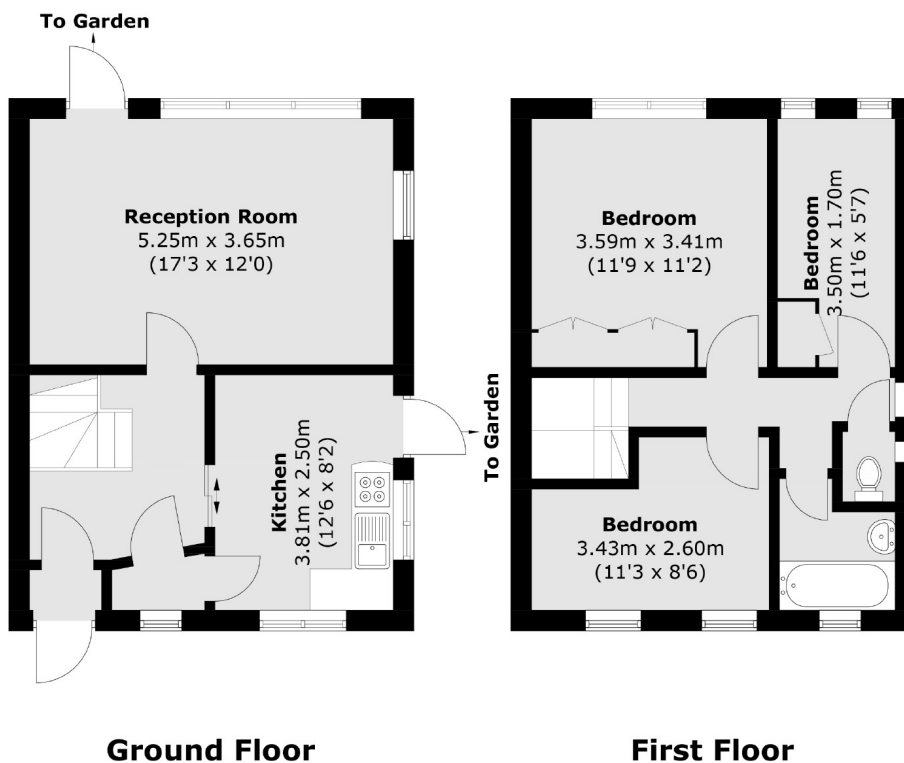 To Garden
Reception Room
5.25m x 3.65m
(17'3 x 12'0)
Kitchen
3.81m x 2.50m
(12'6 x 8'2)
To Garden
Bedroom
3.59m x 3.41m
(11'9 x 11'2)
Bedroom
3.50m x 1.70m
(11'6 x 5'7)
Bedroom
3.43m x 2.60m
(11'3 x 8'6)
Ground Floor
First Floor